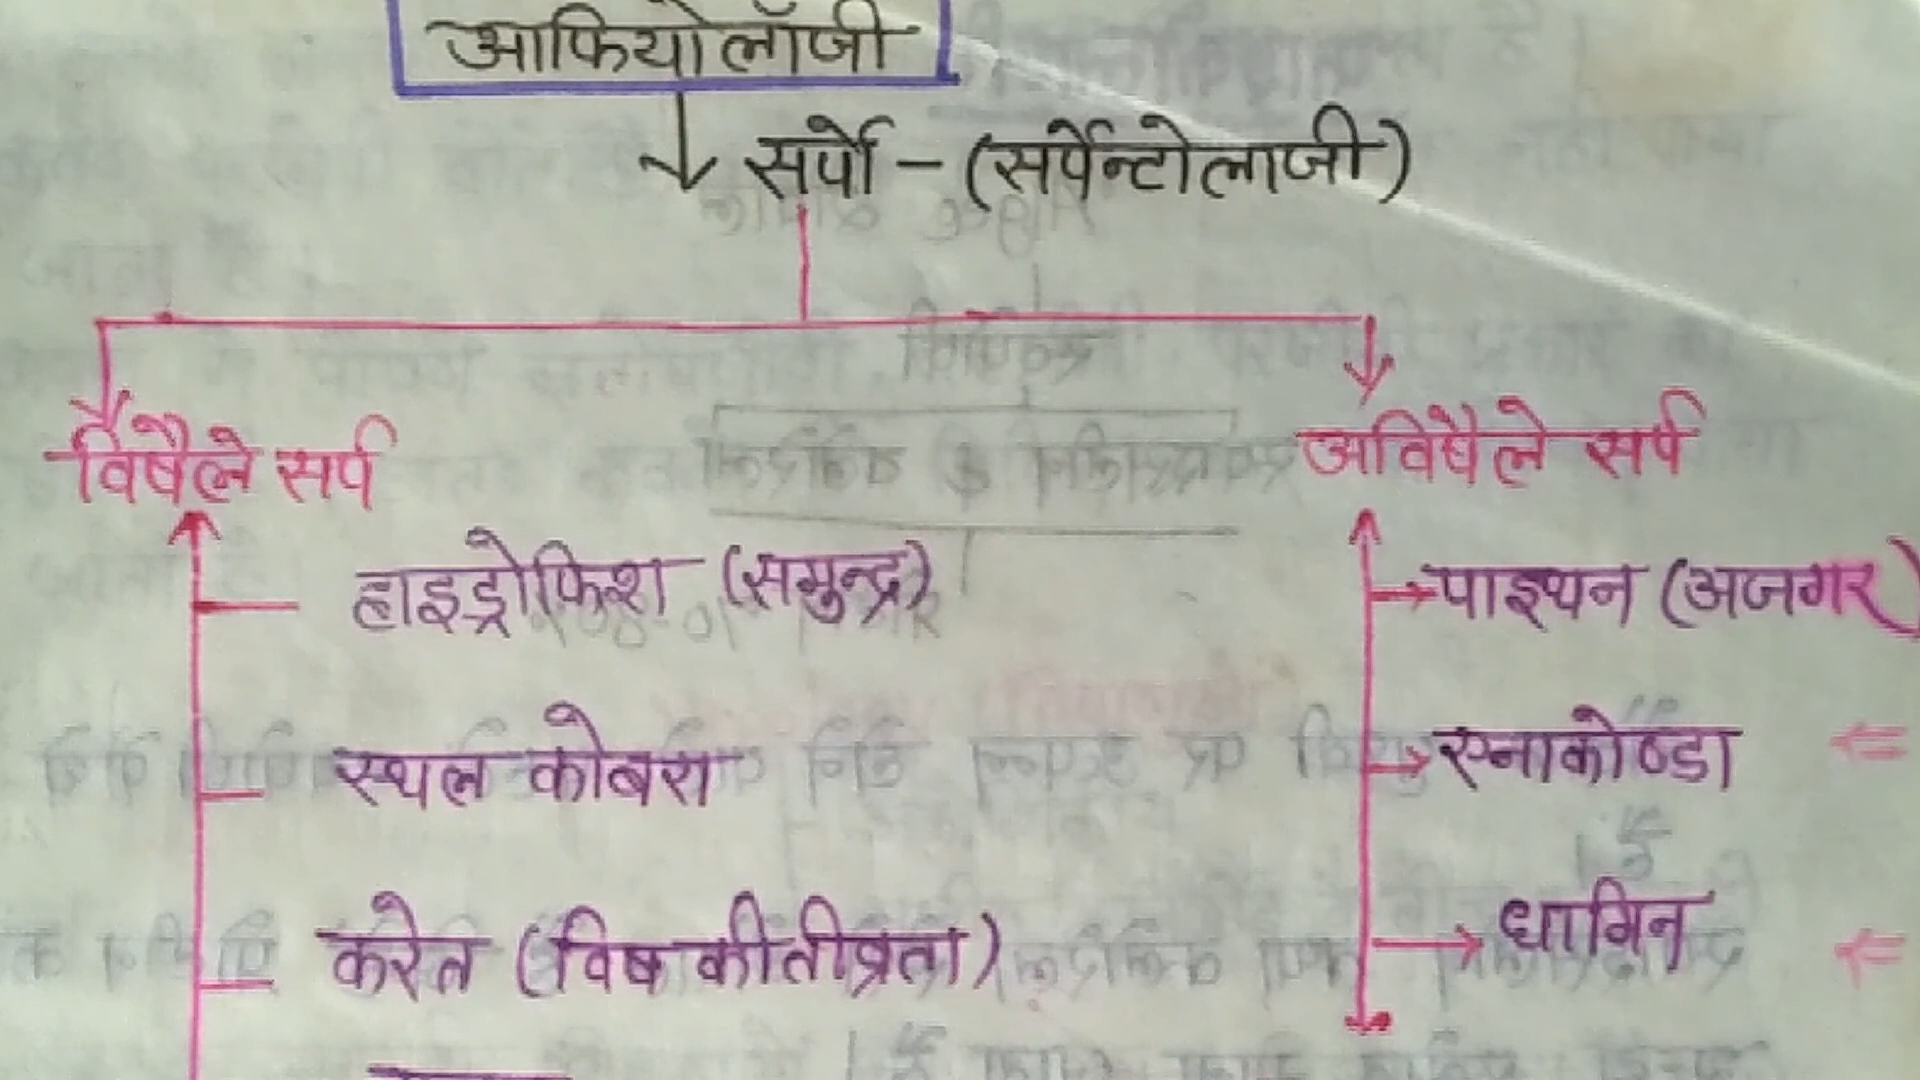 आफियोलॉजी
सर्पो - (सर्पेन्टोलाजी)
विषैले सर्प
अविषैले सर्प
हाइड्रोफिश (समुन्द्र)
पाइथन (अजगर)
स्थल कोबरा
एनाकोण्डा
करेत (विष की तीव्रता)
धामिन